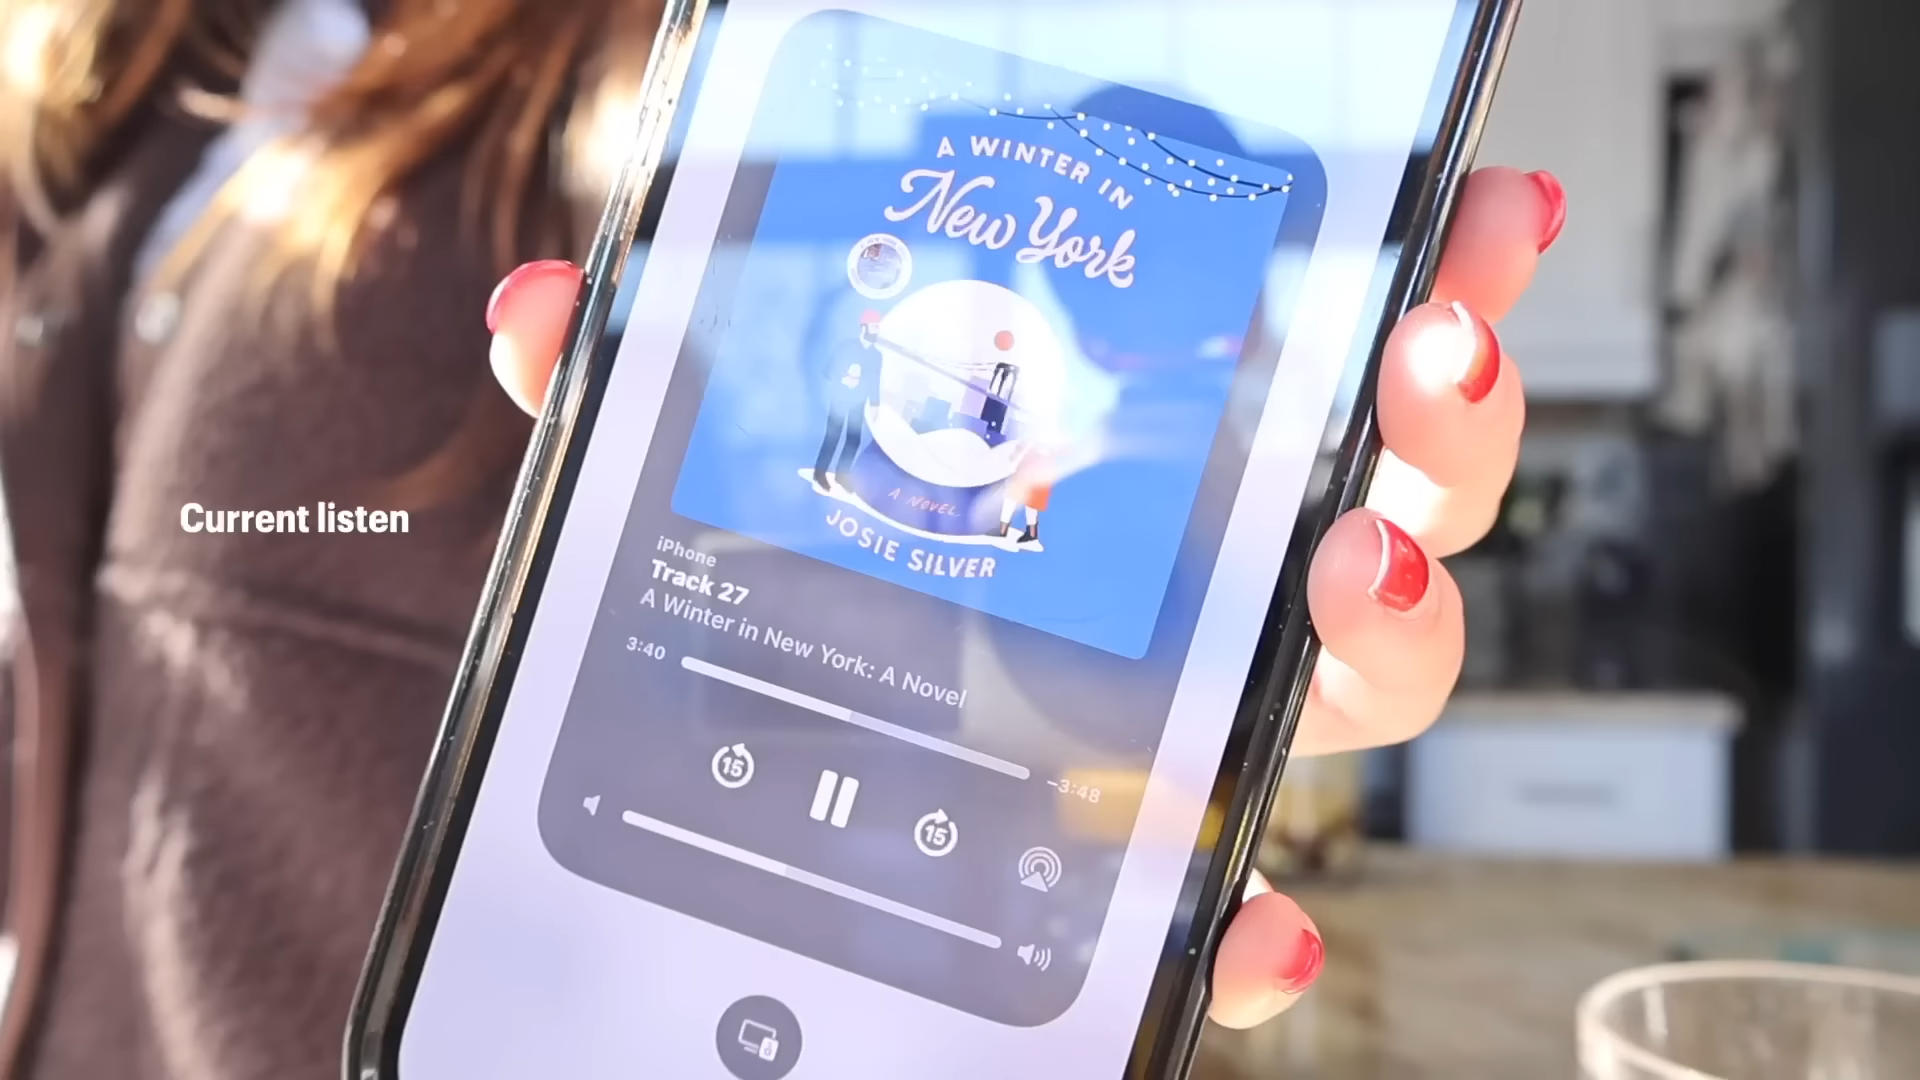 A WINTER IN
New York
A NOVEL
JOSIE SILVER
Current listen
iPhone
Track 27
A Winter in New York: A Novel
3:40
-3:48
15
15